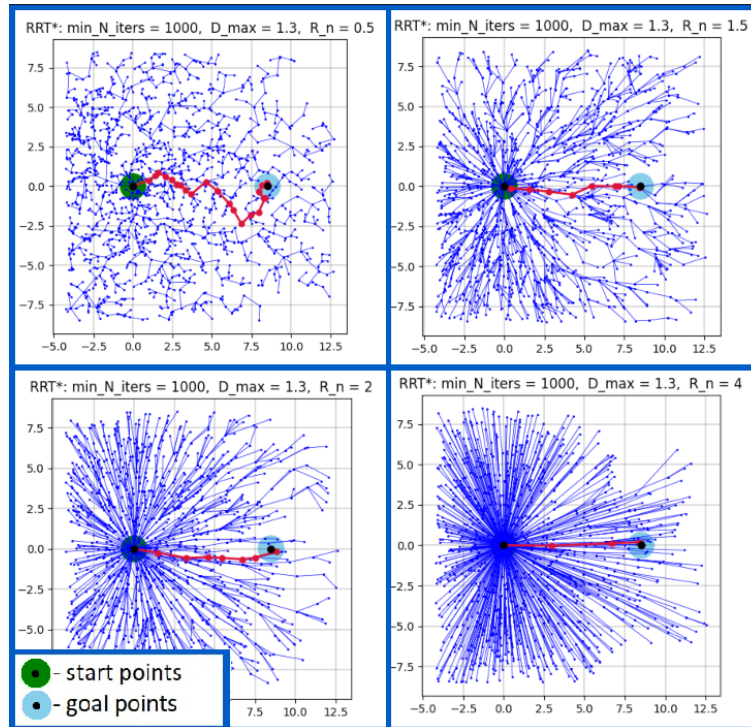 RRT*: min_N_iters = 1000, D_max = 1.3, R_n = 0.5
7.5
5.0
2.5
0.0
−2.5
−5.0
−7.5
−5.0 −2.5 0.0 2.5 5.0 7.5 10.0 12.5
RRT*: min_N_iters = 1000, D_max = 1.3, R_n = 1.5
7.5
5.0
2.5
0.0
−2.5
−5.0
−7.5
−5.0 −2.5 0.0 2.5 5.0 7.5 10.0 12.5
RRT*: min_N_iters = 1000, D_max = 1.3, R_n = 2
7.5
5.0
2.5
0.0
−2.5
−5.0
7.5 10.0 12.5
RRT*: min_N_iters = 1000, D_max = 1.3, R_n = 4
7.5
5.0
2.5
0.0
−2.5
−5.0
−7.5
−5.0 −2.5 0.0 2.5 5.0 7.5 10.0 12.5
- start points
- goal points